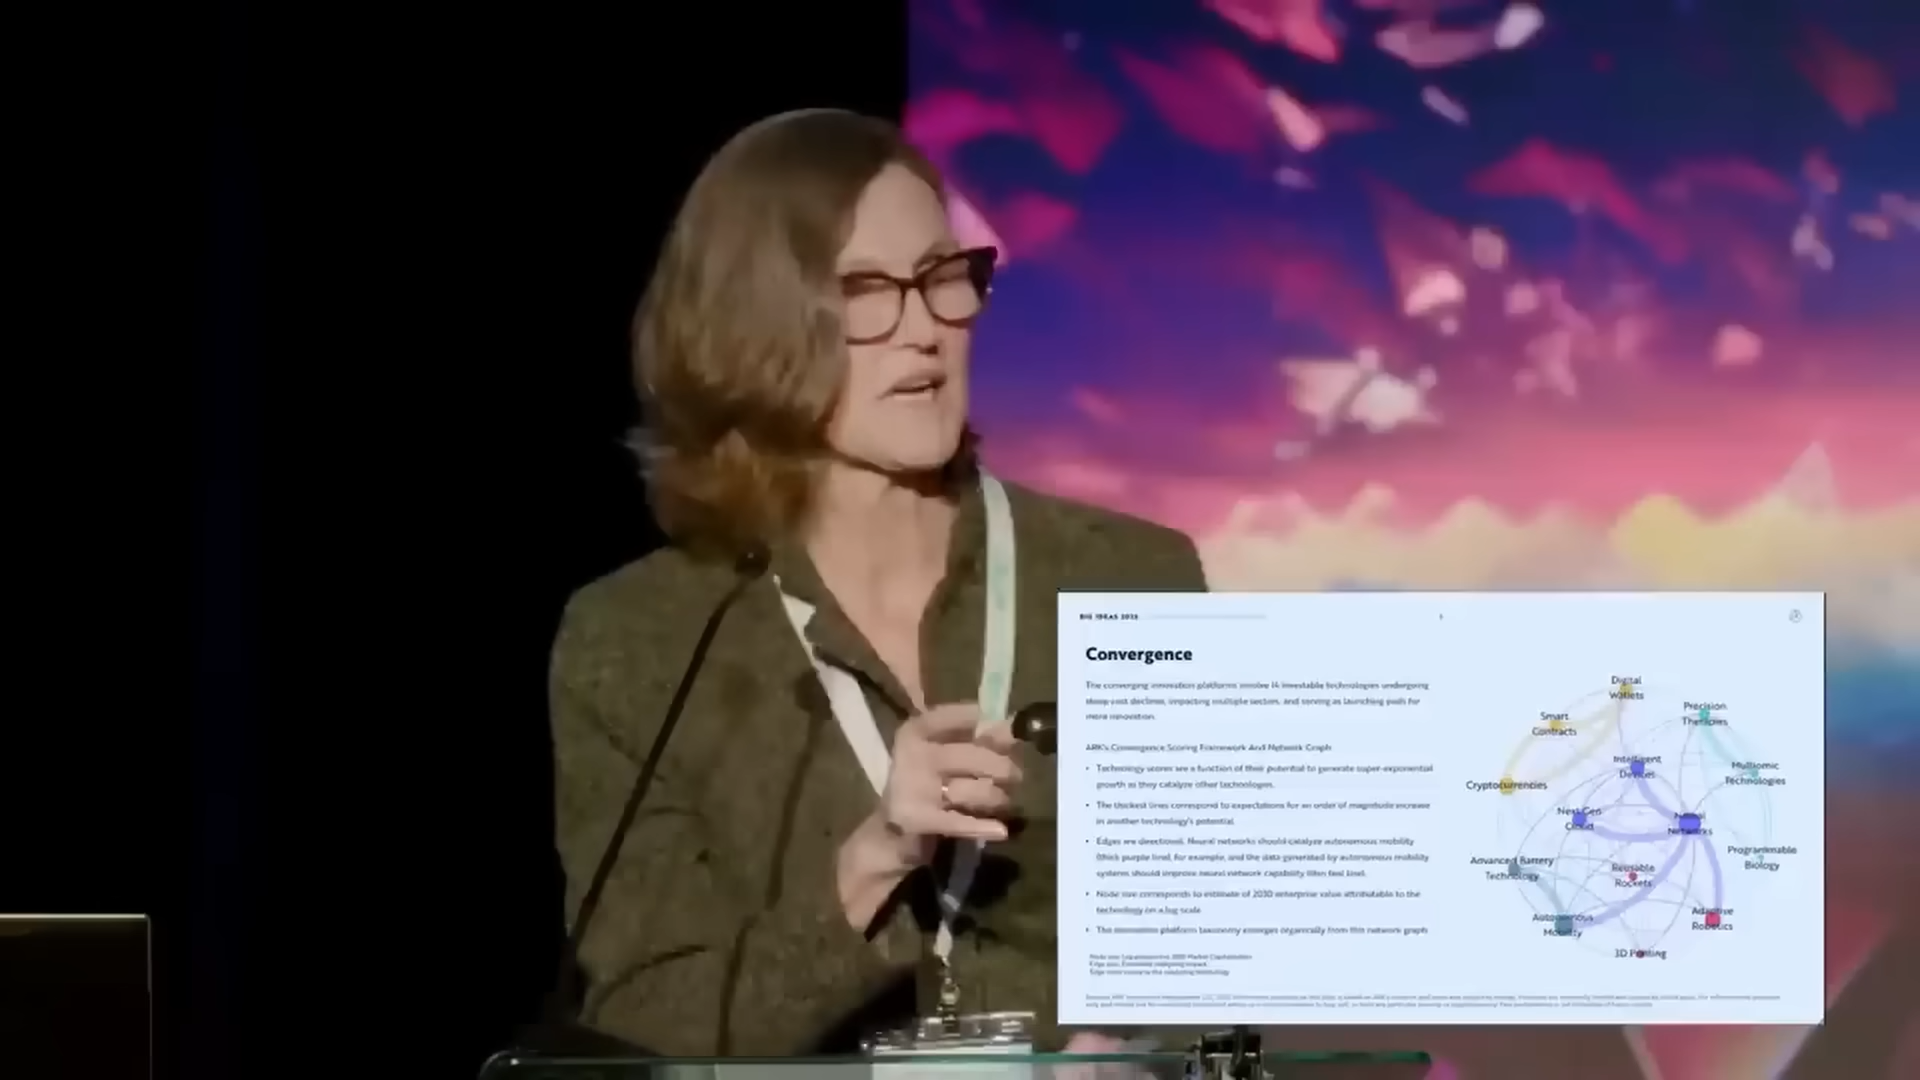 BIG IDEAS 2023
Convergence
The converging innovation platforms involve 14 investable technologies undergoing
steep cost declines, impacting multiple sectors, and serving as launching pads for
more innovation.
ARK's Convergence Scoring Framework And Network Graph
• Technology scores are a function of their potential to generate super-exponential
growth as they catalyze other technologies.
• The thickest lines correspond to expectations for an order of magnitude increase
in another technology's potential.
• Edges are directional. Neural networks should catalyze autonomous mobility
(thick purple line), for example, and the data generated by autonomous mobility
systems should improve neural network capability (thin teal line).
• Node size corresponds to estimate of 2030 enterprise value attributable to the
technology on a log scale
• The innovation platform taxonomy emerges organically from this network graph
Digital
Wallets
Precision
Therapies
Smart
Contracts
Intelligent
Devices
Multiomic
Technologies
Cryptocurrencies
Next Gen
Cloud
Neural
Networks
Programmable
Biology
Advanced Battery
Technology
Reusable
Rockets
Autonomous
Mobility
Adaptive
Robotics
3D Printing